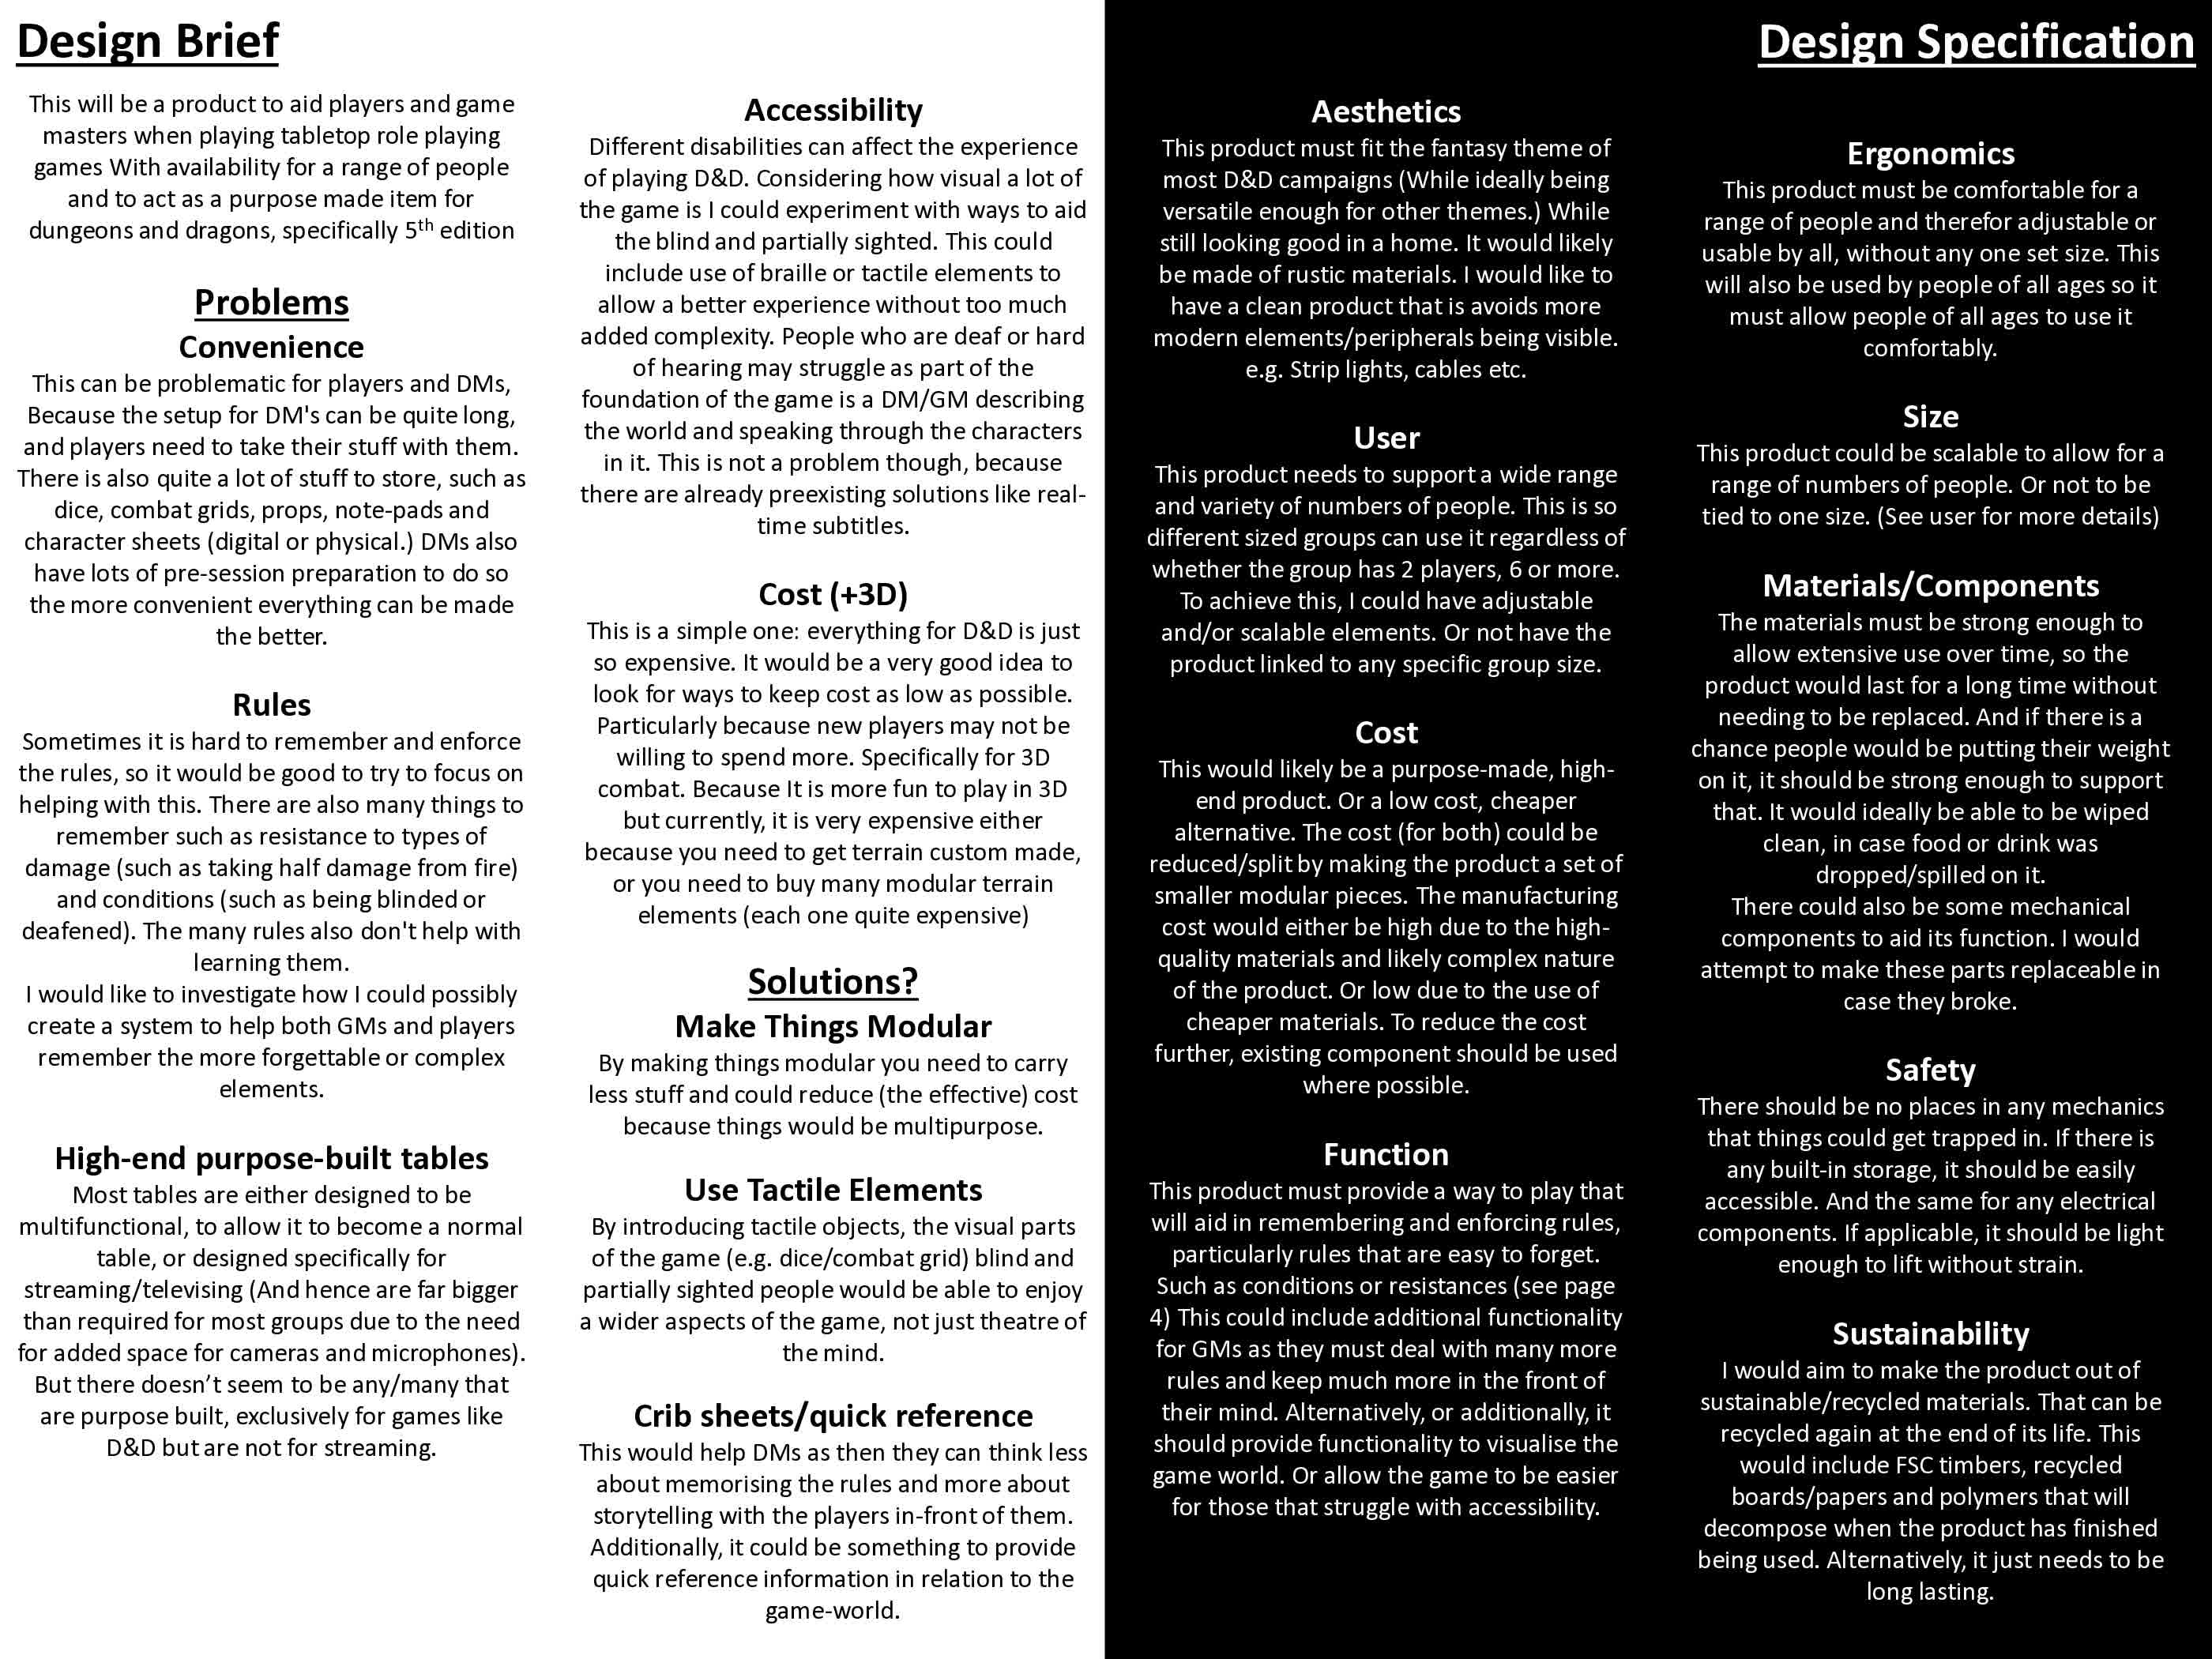 Design Brief
This will be a product to aid players and game
masters when playing tabletop role playing
games With availability for a range of people
and to act as a purpose made item for
dungeons and dragons, specifically 5th edition
Problems
Convenience
This can be problematic for players and DMs,
Because the setup for DM's can be quite long,
and players need to take their stuff with them.
There is also quite a lot of stuff to store, such as
dice, combat grids, props, note-pads and
character sheets (digital or physical.) DMs also
have lots of pre-session preparation to do so
the more convenient everything can be made
the better.
Rules
Sometimes it is hard to remember and enforce
the rules, so it would be good to try to focus on
helping with this. There are also many things to
remember such as resistance to types of
damage (such as taking half damage from fire)
and conditions (such as being blinded or
deafened). The many rules also don't help with
learning them.
I would like to investigate how I could possibly
create a system to help both GMs and players
remember the more forgettable or complex
elements.
High-end purpose-built tables
Most tables are either designed to be
multifunctional, to allow it to become a normal
table, or designed specifically for
streaming/televising (And hence are far bigger
than required for most groups due to the need
for added space for cameras and microphones).
But there doesn’t seem to be any/many that
are purpose built, exclusively for games like
D&D but are not for streaming.
Accessibility
Different disabilities can affect the experience
of playing D&D. Considering how visual a lot of
the game is I could experiment with ways to aid
the blind and partially sighted. This could
include use of braille or tactile elements to
allow a better experience without too much
added complexity. People who are deaf or hard
of hearing may struggle as part of the
foundation of the game is a DM/GM describing
the world and speaking through the characters
in it. This is not a problem though, because
there are already preexisting solutions like real-
time subtitles.
Cost (+3D)
This is a simple one: everything for D&D is just
so expensive. It would be a very good idea to
look for ways to keep cost as low as possible.
Particularly because new players may not be
willing to spend more. Specifically for 3D
combat. Because It is more fun to play in 3D
but currently, it is very expensive either
because you need to get terrain custom made,
or you need to buy many modular terrain
elements (each one quite expensive)
Solutions?
Make Things Modular
By making things modular you need to carry
less stuff and could reduce (the effective) cost
because things would be multipurpose.
Use Tactile Elements
By introducing tactile objects, the visual parts
of the game (e.g. dice/combat grid) blind and
partially sighted people would be able to enjoy
a wider aspects of the game, not just theatre of
the mind.
Crib sheets/quick reference
This would help DMs as then they can think less
about memorising the rules and more about
storytelling with the players in-front of them.
Additionally, it could be something to provide
quick reference information in relation to the
game-world.
Design Specification
Aesthetics
This product must fit the fantasy theme of
most D&D campaigns (While ideally being
versatile enough for other themes.) While
still looking good in a home. It would likely
be made of rustic materials. I would like to
have a clean product that is avoids more
modern elements/peripherals being visible.
e.g. Strip lights, cables etc.
User
This product needs to support a wide range
and variety of numbers of people. This is so
different sized groups can use it regardless of
whether the group has 2 players, 6 or more.
To achieve this, I could have adjustable
and/or scalable elements. Or not have the
product linked to any specific group size.
Cost
This would likely be a purpose-made, high-
end product. Or a low cost, cheaper
alternative. The cost (for both) could be
reduced/split by making the product a set of
smaller modular pieces. The manufacturing
cost would either be high due to the high-
quality materials and likely complex nature
of the product. Or low due to the use of
cheaper materials. To reduce the cost
further, existing component should be used
where possible.
Function
This product must provide a way to play that
will aid in remembering and enforcing rules,
particularly rules that are easy to forget.
Such as conditions or resistances (see page
4) This could include additional functionality
for GMs as they must deal with many more
rules and keep much more in the front of
their mind. Alternatively, or additionally, it
should provide functionality to visualise the
game world. Or allow the game to be easier
for those that struggle with accessibility.
Ergonomics
This product must be comfortable for a
range of people and therefor adjustable or
usable by all, without any one set size. This
will also be used by people of all ages so it
must allow people of all ages to use it
comfortably.
Size
This product could be scalable to allow for a
range of numbers of people. Or not to be
tied to one size. (See user for more details)
Materials/Components
The materials must be strong enough to
allow extensive use over time, so the
product would last for a long time without
needing to be replaced. And if there is a
chance people would be putting their weight
on it, it should be strong enough to support
that. It would ideally be able to be wiped
clean, in case food or drink was
dropped/spilled on it.
There could also be some mechanical
components to aid its function. I would
attempt to make these parts replaceable in
case they broke.
Safety
There should be no places in any mechanics
that things could get trapped in. If there is
any built-in storage, it should be easily
accessible. And the same for any electrical
components. If applicable, it should be light
enough to lift without strain.
Sustainability
I would aim to make the product out of
sustainable/recycled materials. That can be
recycled again at the end of its life. This
would include FSC timbers, recycled
boards/papers and polymers that will
decompose when the product has finished
being used. Alternatively, it just needs to be
long lasting.